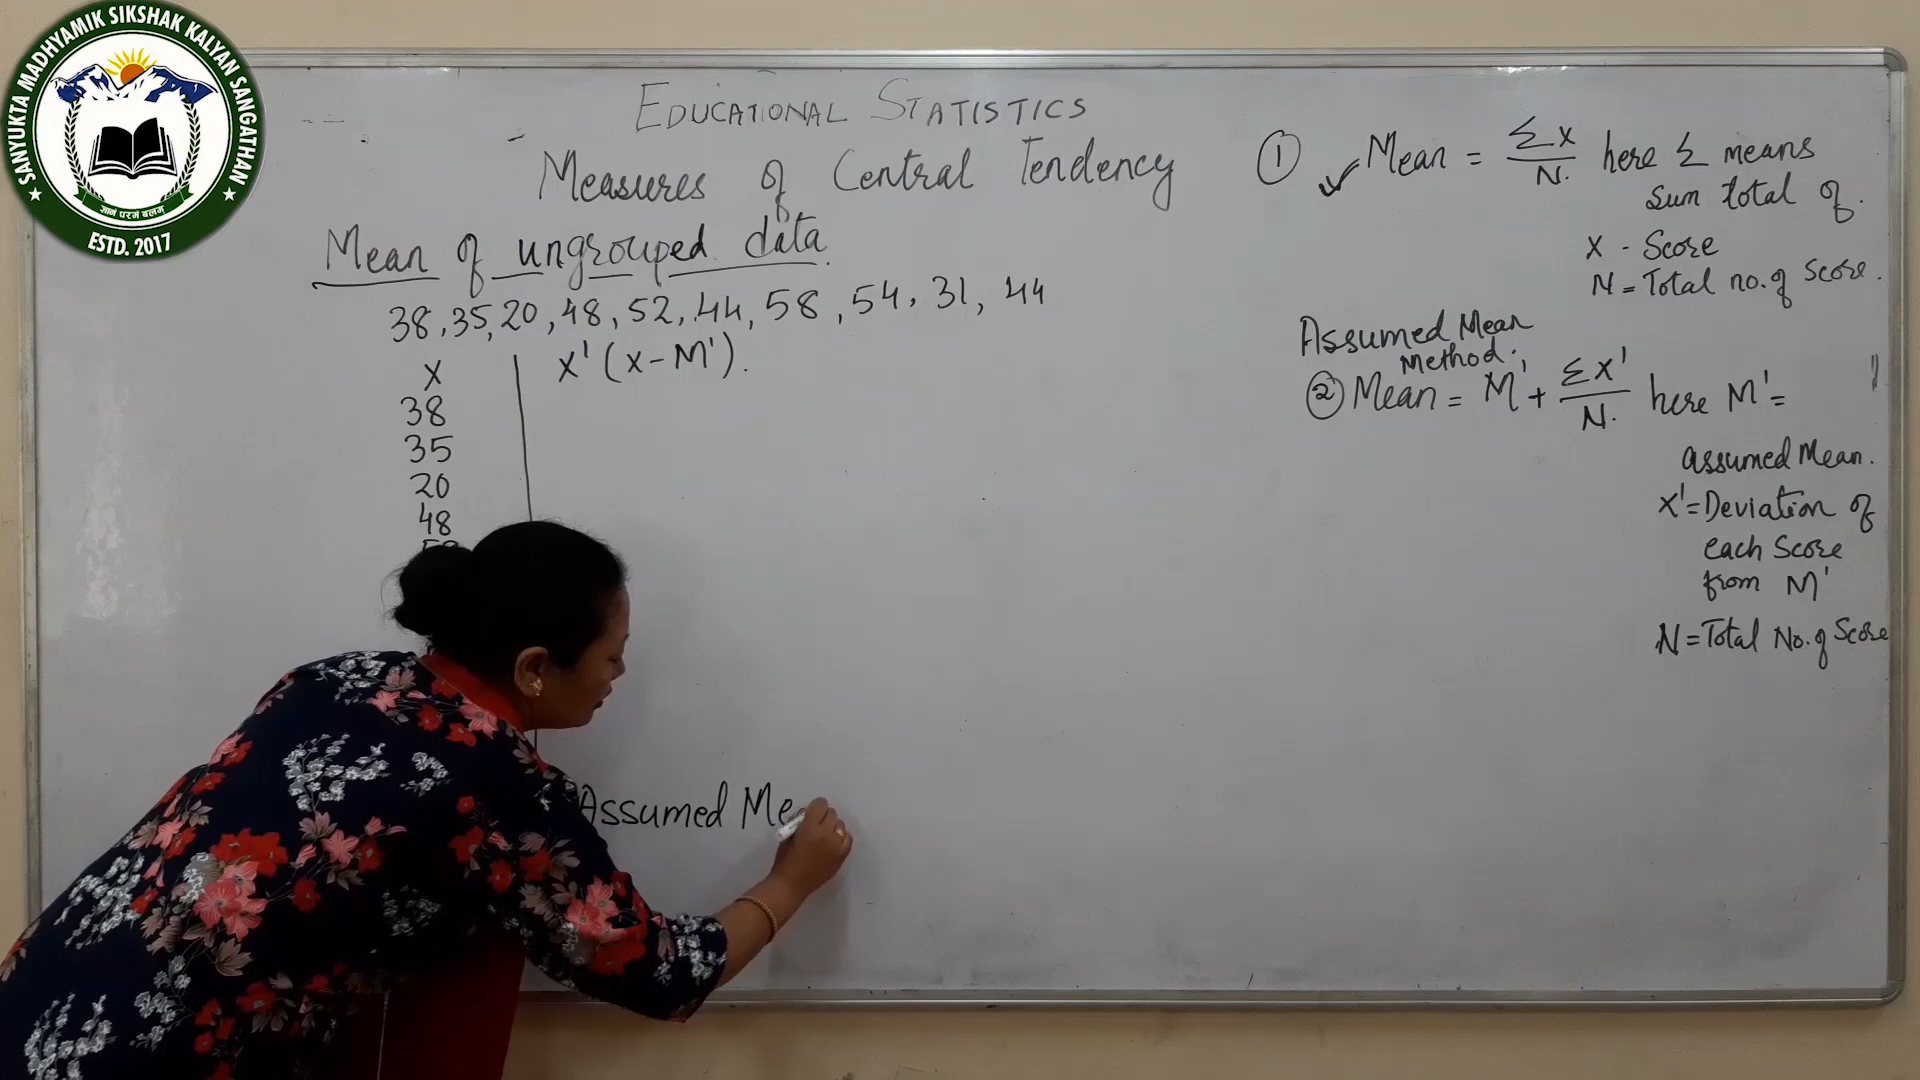 SANYUKTA MADHYAMIK SIKSHAK KALYAN SANGATHAN
ज्ञानं परमं बलम्
ESTD. 2017
EDUCATIONAL STATISTICS
Measures of Central Tendency
Mean of ungrouped data
38, 35, 20, 48, 52, 44, 58, 54, 31, 44
X
x' (x - M').
38
35
20
48
Assumed Me
① ✓ Mean = Σx/N. here Σ means
sum total of.
X - Score
N = Total no. of score.
Assumed Mean
Method.
② Mean = M' + Σx'/N. here M' =
assumed Mean.
x' = Deviation of
each score
from M'
N = Total No. of Score